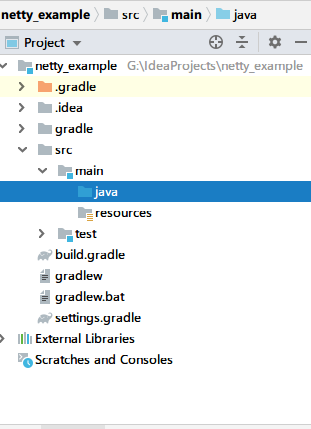 netty_example src main java
Project
netty_example G:\IdeaProjects\netty_example
.gradle
.idea
gradle
src
main
java
resources
test
build.gradle
gradlew
gradlew.bat
settings.gradle
External Libraries
Scratches and Consoles